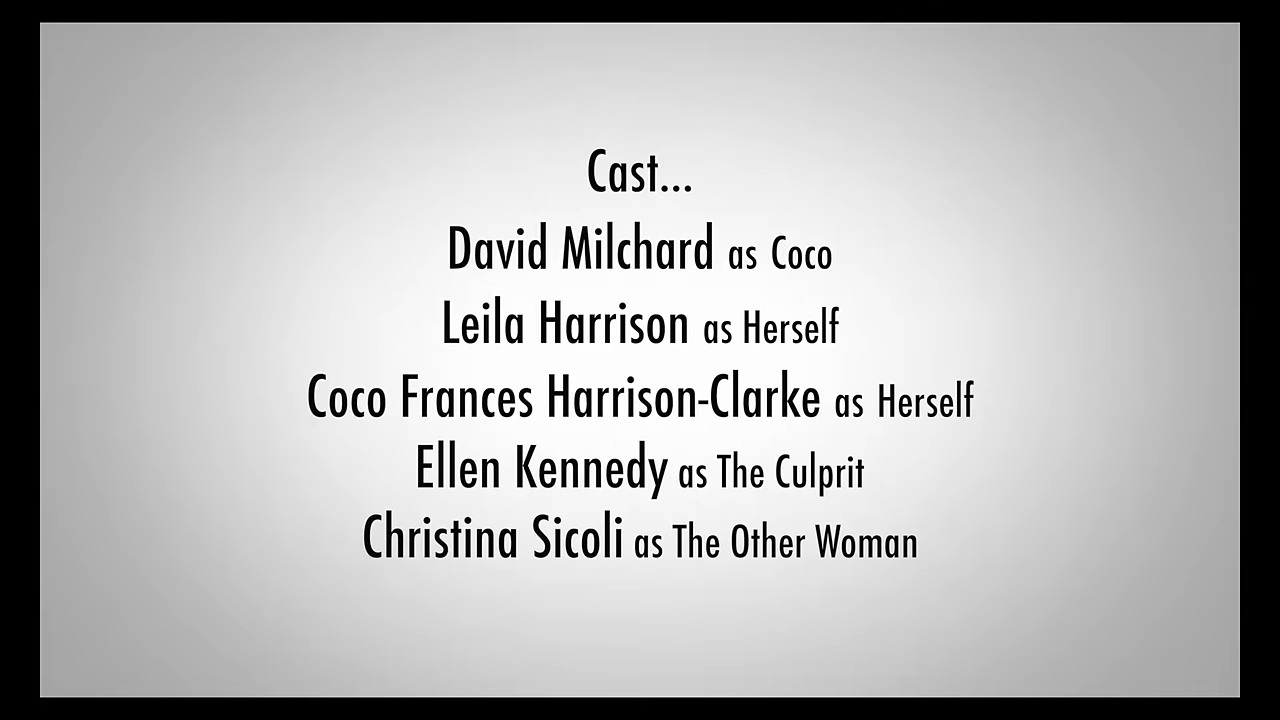 Cast...
David Milchard as Coco
Leila Harrison as Herself
Coco Frances Harrison-Clarke as Herself
Ellen Kennedy as The Culprit
Christina Sicoli as The Other Woman